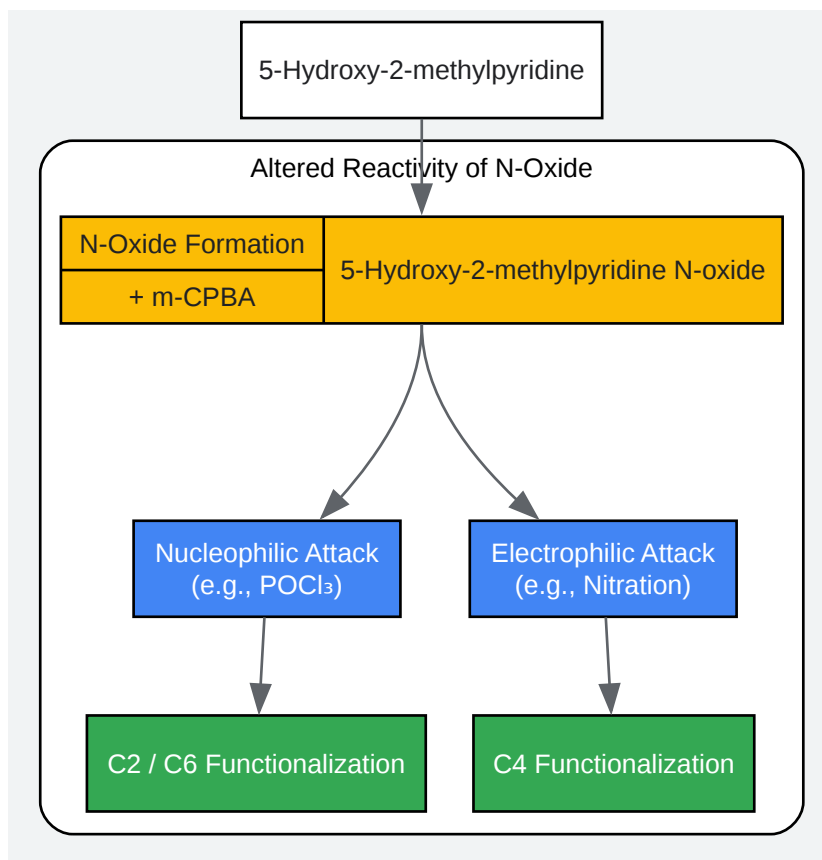 5-Hydroxy-2-methylpyridine
Altered Reactivity of N-Oxide
N-Oxide Formation
+ m-CPBA
5-Hydroxy-2-methylpyridine N-oxide
Nucleophilic Attack
(e.g., POCl₃)
Electrophilic Attack
(e.g., Nitration)
C2 / C6 Functionalization
C4 Functionalization